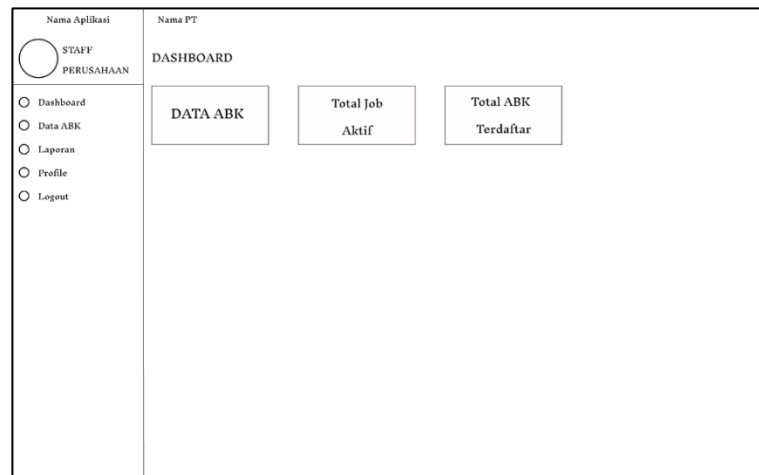 Nama Aplikasi
STAFF
PERUSAHAAN
Dashboard
Data ABK
Laporan
Profile
Logout
Nama PT
DASHBOARD
DATA ABK
Total Job
Aktif
Total ABK
Terdaftar